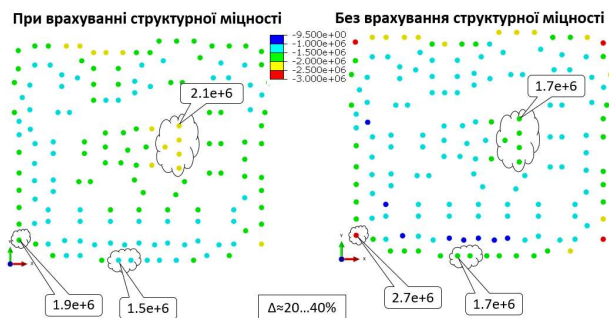 При врахуванні структурної міцності
Без врахування структурної міцності
-9.500e+00
-1.000e+06
-1.500e+06
-2.000e+06
-2.500e+06
-3.000e+06
2.1e+6
1.7e+6
Y
X
Y
X
1.9e+6
1.5e+6
Δ≈20...40%
2.7e+6
1.7e+6